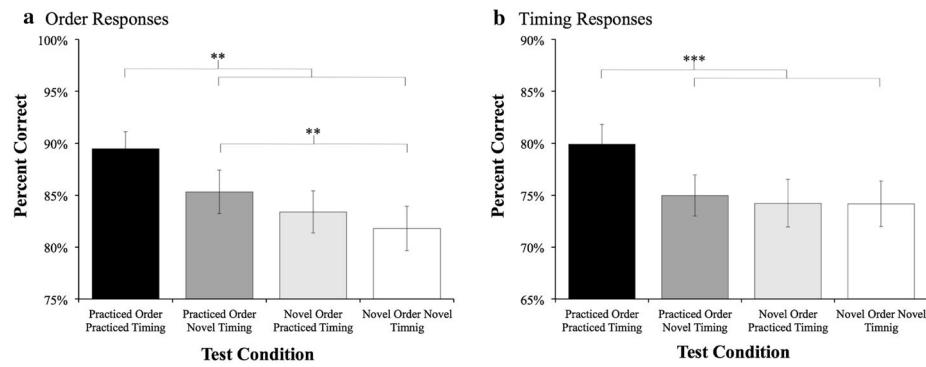 a Order Responses
100%
95%
90%
85%
80%
75%
Percent Correct
**
**
Practiced Order
Practiced Timing
Practiced Order
Novel Timing
Novel Order
Practiced Timing
Novel Order Novel
Timnig
Test Condition
b Timing Responses
90%
85%
80%
75%
70%
65%
Percent Correct
***
Practiced Order
Practiced Timing
Practiced Order
Novel Timing
Novel Order
Practiced Timing
Novel Order Novel
Timnig
Test Condition